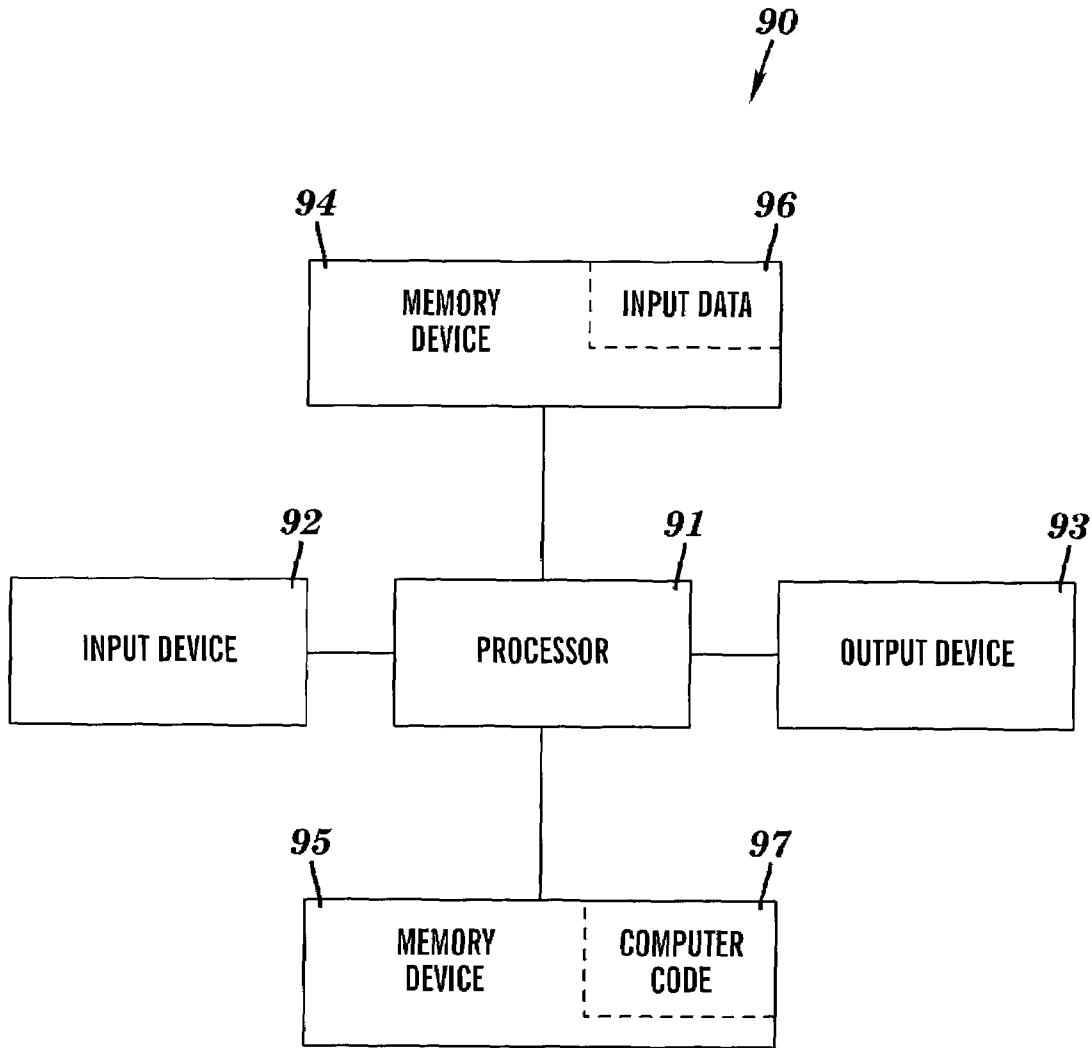 90
94
96
MEMORY
DEVICE
INPUT DATA
92
91
93
INPUT DEVICE
PROCESSOR
OUTPUT DEVICE
95
97
MEMORY
DEVICE
COMPUTER
CODE